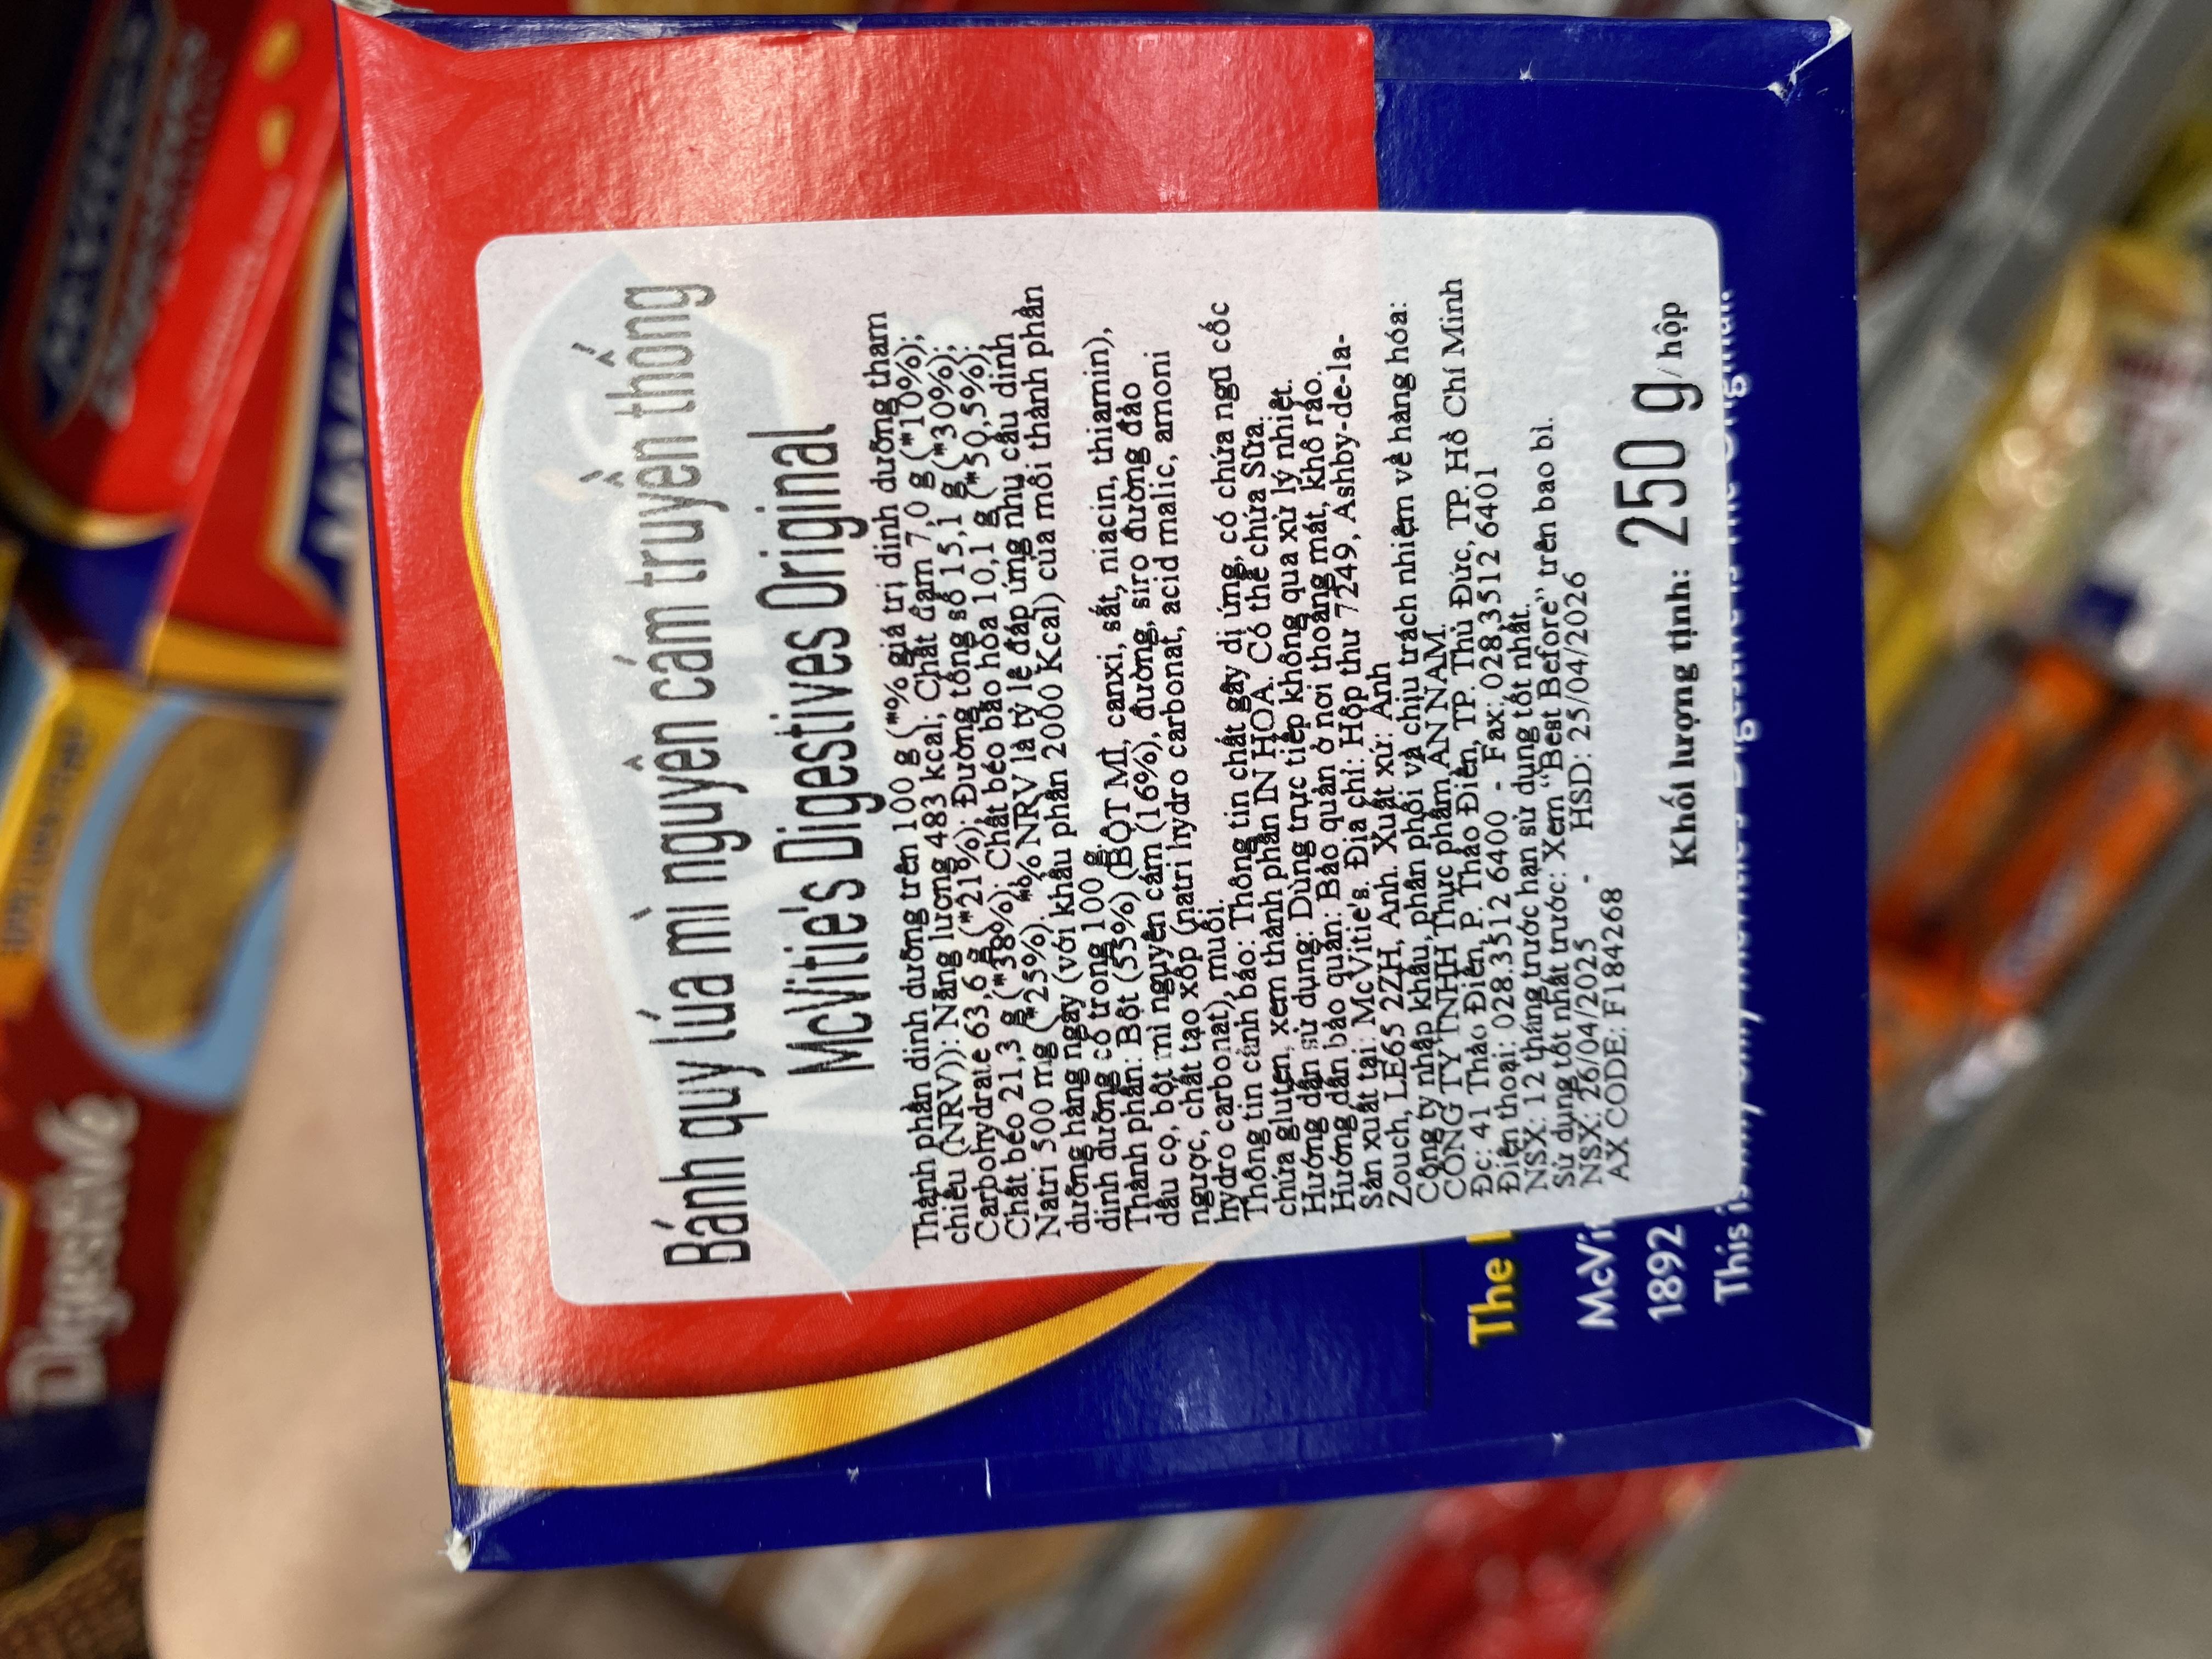 Digestive
Digestives
Bánh quy lúa mì nguyên cám truyền thống
McVitie's Digestives Original
Thành phần dinh dưỡng trên 100 g (*% giá trị dinh dưỡng tham
chiếu (NRV)): Năng lượng 483 kcal; Chất đạm 7,0 g (*10%);
Carbohydrate 63,6 g (*21%); Đường tổng số 15,1 g (*30%);
Chất béo 21,3 g (*38%); Chất béo bão hòa 10,1 g (*50,5%);
Natri 500 mg (*25%). *% NRV là tỷ lệ đáp ứng nhu cầu dinh
dưỡng hàng ngày (với khẩu phần 2000 Kcal) của mỗi thành phần
dinh dưỡng có trong 100 g.
Thành phần: Bột (55%) (BỘT MÌ, canxi, sắt, niacin, thiamin),
dầu cọ, bột mì nguyên cám (16%), đường, siro đường đảo
ngược, chất tạo xốp (natri hydro carbonat, acid malic, amoni
hydro carbonat), muối.
Thông tin cảnh báo: Thông tin chất gây dị ứng, có chứa ngũ cốc
chứa gluten, xem thành phần IN HOA. Có thể chứa Sữa.
Hướng dẫn sử dụng: Dùng trực tiếp không qua xử lý nhiệt.
Hướng dẫn bảo quản: Bảo quản ở nơi thoáng mát, khô ráo.
Sản xuất tại: McVitie's. Địa chỉ: Hộp thư 7249, Ashby-de-la-
Zouch, LE65 2ZH, Anh. Xuất xứ: Anh
Công ty nhập khẩu, phân phối và chịu trách nhiệm về hàng hóa:
CÔNG TY TNHH Thực phẩm AN NAM.
Đc: 41 Thảo Điền, P. Thảo Điền, TP. Thủ Đức, TP. Hồ Chí Minh
Điện thoại: 028.3512 6400 - Fax: 028.3512 6401
NSX: 12 tháng trước hạn sử dụng tốt nhất.
Sử dụng tốt nhất trước: Xem “Best Before” trên bao bì.
NSX: 26/04/2025 - HSD: 25/04/2026
AX CODE: F184268
Khối lượng tịnh: 250 g/ hộp
The
McVit
1892
This is why only McVitie's Digestive is The Original.